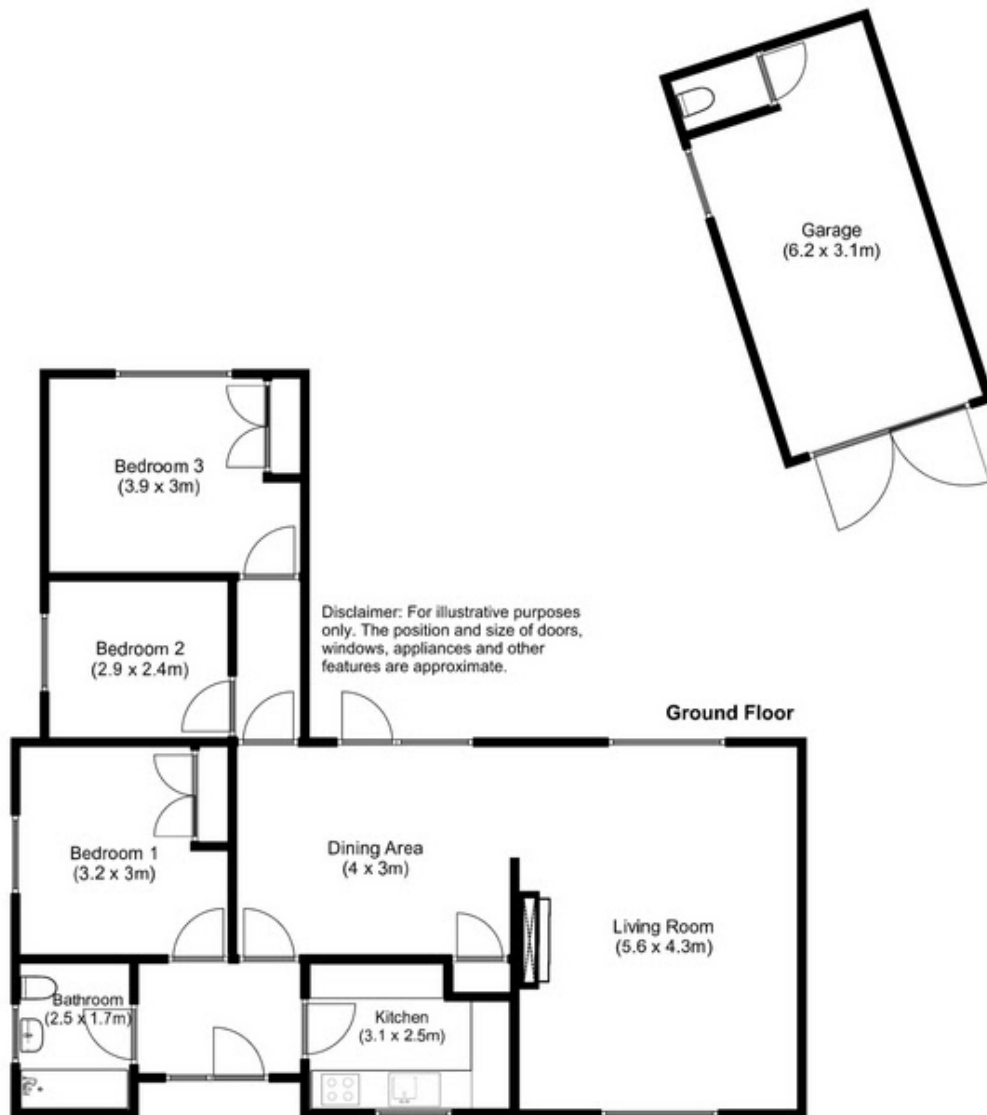 Garage
(6.2 x 3.1m)
Bedroom 3
(3.9 x 3m)
Disclaimer: For illustrative purposes
only. The position and size of doors,
windows, appliances and other
features are approximate.
Bedroom 2
(2.9 x 2.4m)
Ground Floor
Bedroom 1
(3.2 x 3m)
Dining Area
(4 x 3m)
Living Room
(5.6 x 4.3m)
Bathroom
(2.5 x 1.7m)
Kitchen
(3.1 x 2.5m)